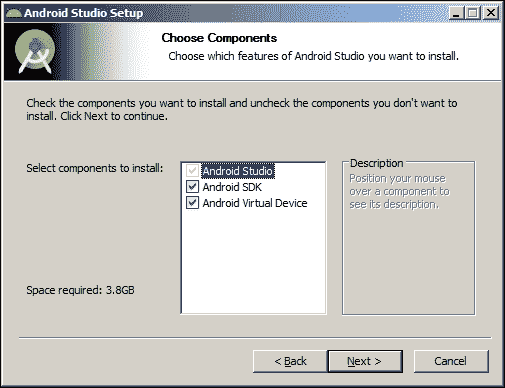 Android Studio Setup
Choose Components
Choose which features of Android Studio you want to install.
Check the components you want to install and uncheck the components you don't want to
install. Click Next to continue.
Select components to install:
Android Studio
Android SDK
Android Virtual Device
Description
Position your mouse
over a component to
see its description.
Space required: 3.8GB
< Back
Next >
Cancel